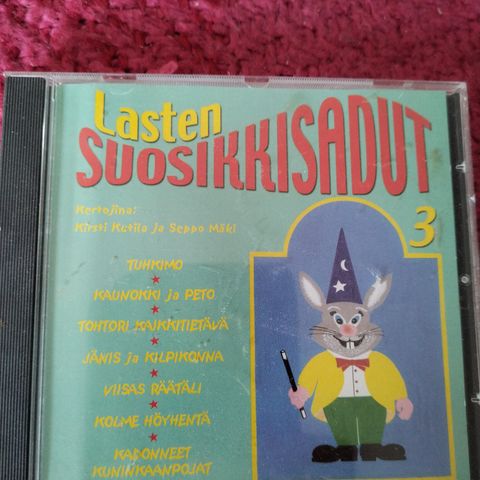 Lasten
SUOSIKKISADUT
3
Kertojina:
Kirsti Kutila ja Seppo Mäki
TUHKIMO
KAUNOKKI ja PETO
TOHTORI KAIKKITIETÄVÄ
JÄNIS ja KILPIKONNA
VIISAS RÄÄTÄLI
KOLME HÖYHENTÄ
KADONNEET
KUNINKAANPOJAT